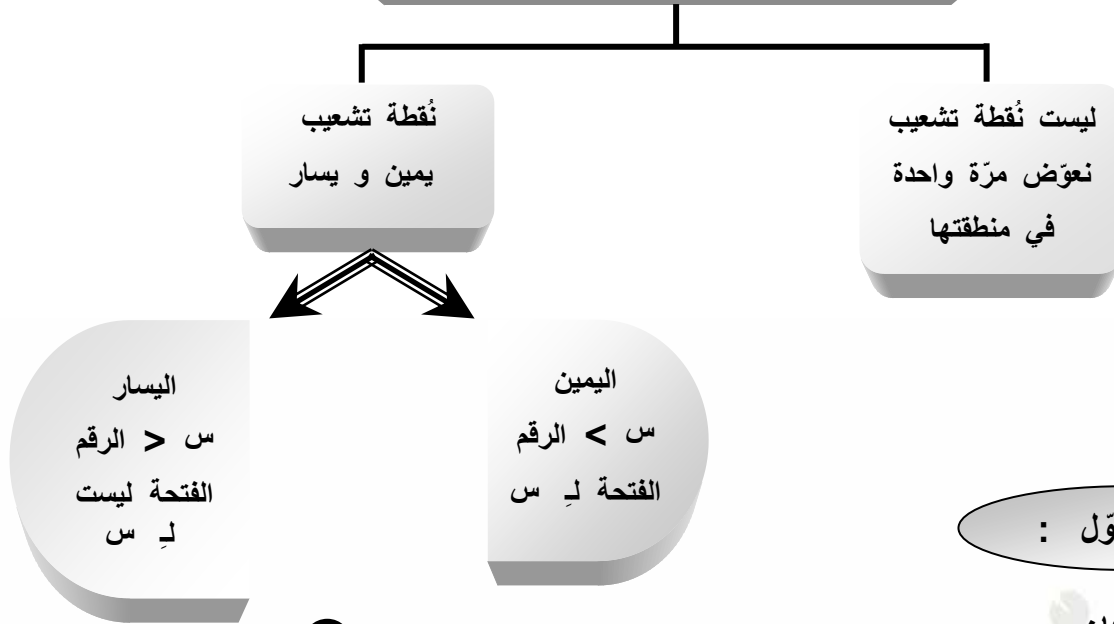 ليست نُقطة تشعيب
نعوّض مرّة واحدة
في منطقتها
نُقطة تشعيب
يمين و يسار
اليمين
س > الرقم
الفتحة لـِ س
اليسار
س < الرقم
الفتحة ليست
لـِ س
: